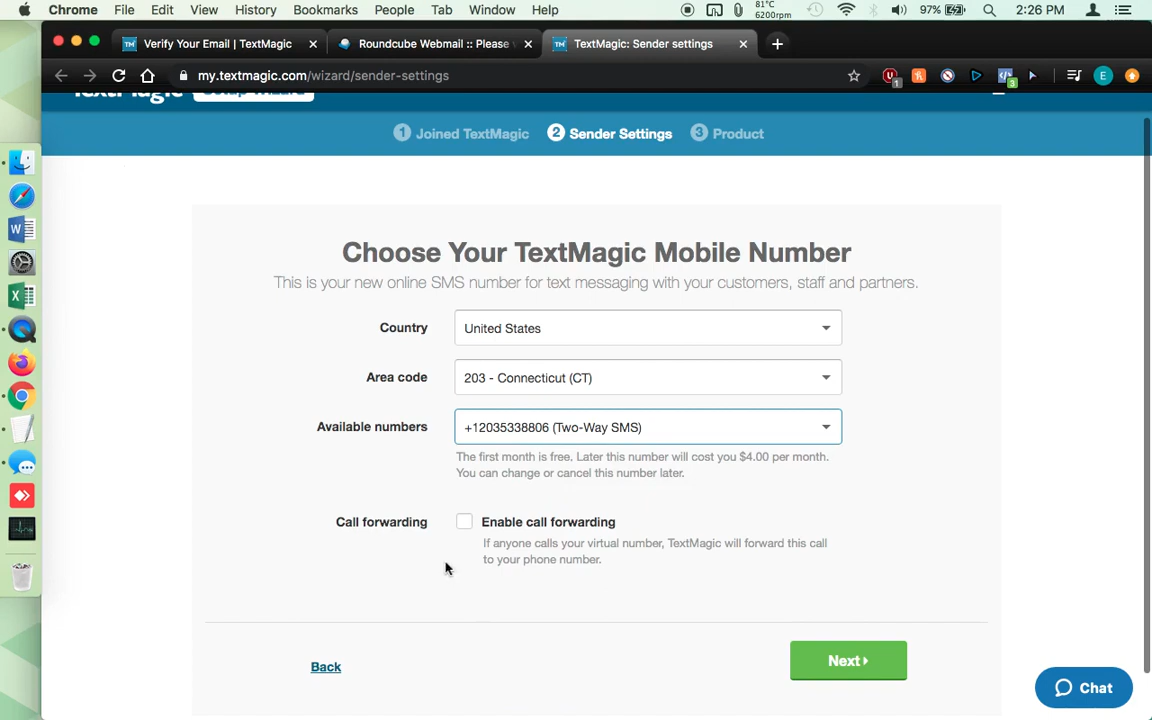 Chrome File Edit View History Bookmarks People Tab Window Help 81°C 6200rpm 97% 2:26 PM
Verify Your Email | TextMagic Roundcube Webmail :: Please TextMagic: Sender settings
my.textmagic.com/wizard/sender-settings 1 3 E
TextMagic Setup Wizard
1 Joined TextMagic 2 Sender Settings 3 Product
Choose Your TextMagic Mobile Number
This is your new online SMS number for text messaging with your customers, staff and partners.
Country United States
Area code 203 - Connecticut (CT)
Available numbers +12035338806 (Two-Way SMS)
The first month is free. Later this number will cost you $4.00 per month.
You can change or cancel this number later.
Call forwarding Enable call forwarding
If anyone calls your virtual number, TextMagic will forward this call
to your phone number.
Back Next
Chat